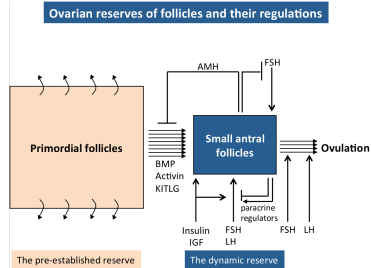 Ovarian reserves of follicles and their regulations
AMH
FSH
Primordial follicles
Small antral
follicles
Ovulation
BMP
Activin
KITLG
paracrine
regulators
Insulin
IGF
FSH
LH
FSH
LH
The pre-established reserve
The dynamic reserve